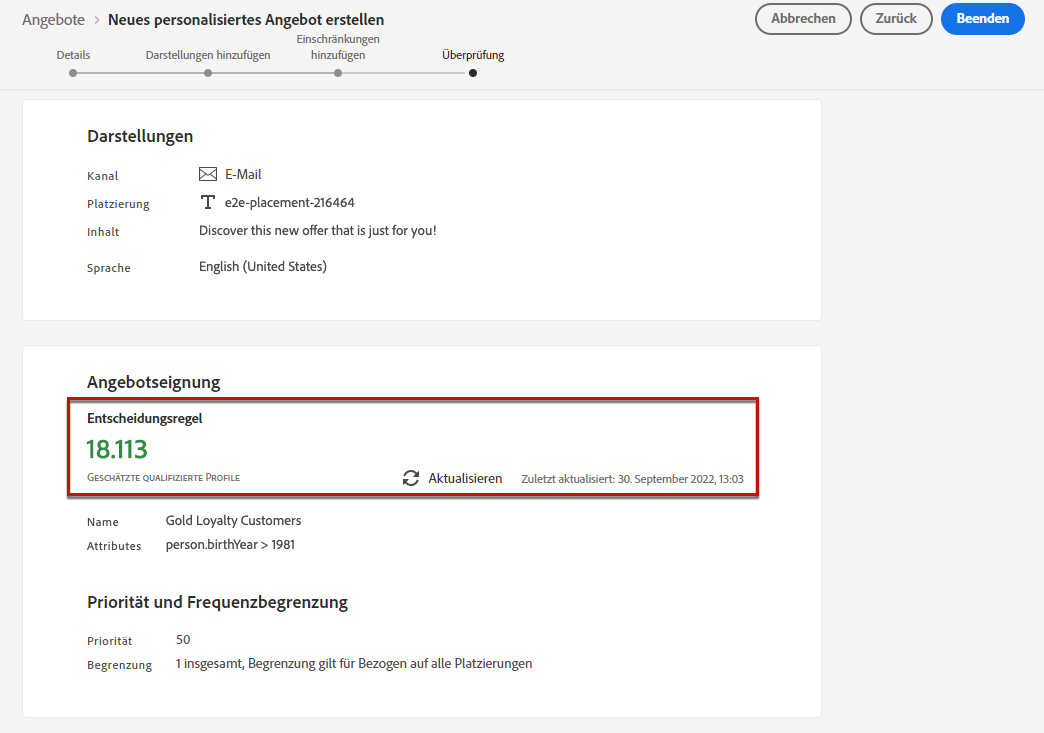 Angebote > Neues personalisiertes Angebot erstellen
Abbrechen
Zurück
Beenden
Details
Darstellungen hinzufügen
Einschränkungen
hinzufügen
Überprüfung
Darstellungen
Kanal E-Mail
Platzierung e2e-placement-216464
Inhalt Discover this new offer that is just for you!
Sprache English (United States)
Angebotseignung
Entscheidungsregel
18.113
GESCHÄTZTE QUALIFIZIERTE PROFILE Aktualisieren Zuletzt aktualisiert: 30. September 2022, 13:03
Name Gold Loyalty Customers
Attributes person.birthYear > 1981
Priorität und Frequenzbegrenzung
Priorität 50
Begrenzung 1 insgesamt, Begrenzung gilt für Bezogen auf alle Platzierungen